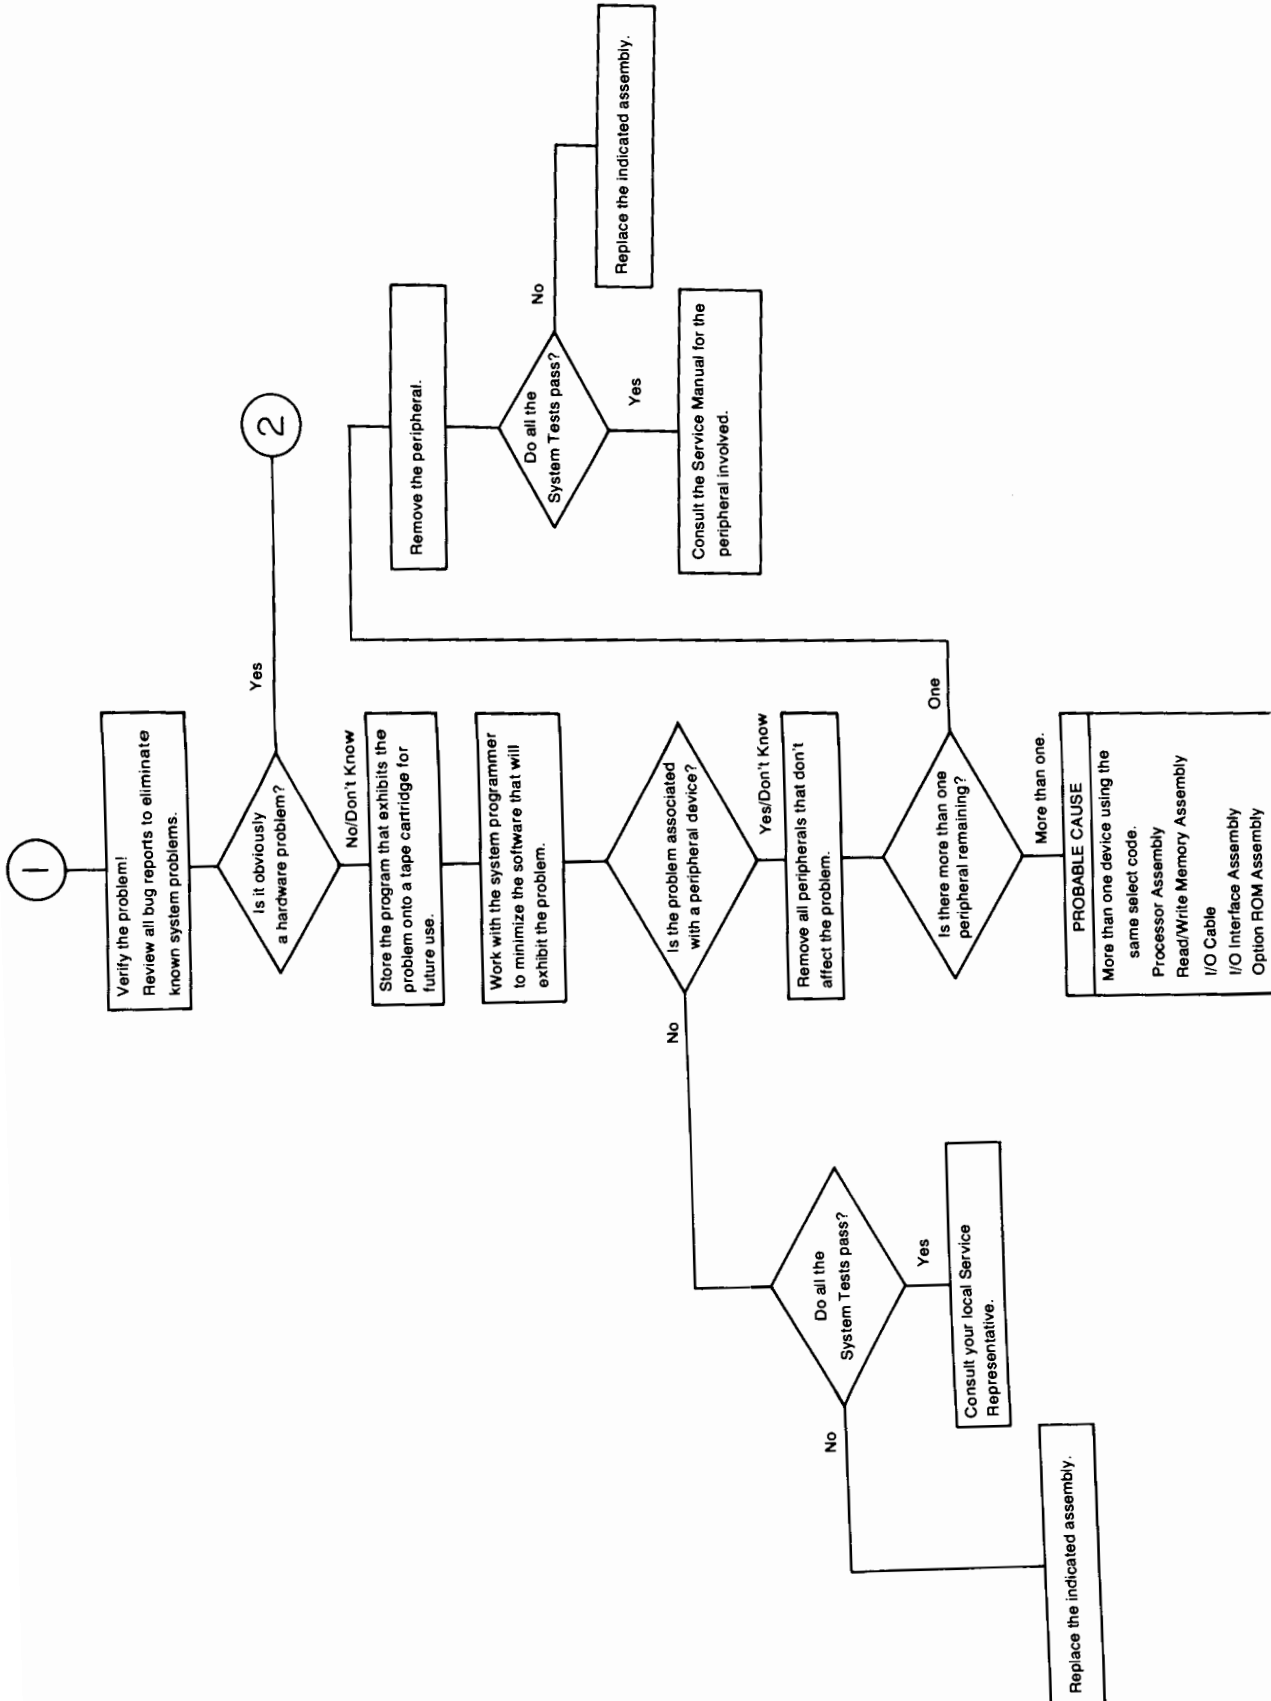 1
Verify the problem!
Review all bug reports to eliminate
known system problems.
Is it obviously
a hardware problem?
Yes
2
No/Don't Know
Store the program that exhibits the
problem onto a tape cartridge for
future use.
Work with the system programmer
to minimize the software that will
exhibit the problem.
Is the problem associated
with a peripheral device?
No
Do all the
System Tests pass?
No
Replace the indicated assembly.
Yes
Consult your local Service
Representative.
Yes/Don't Know
Remove all peripherals that don't
affect the problem.
Is there more than one
peripheral remaining?
One
Remove the peripheral.
Do all the
System Tests pass?
No
Replace the indicated assembly.
Yes
Consult the Service Manual for the
peripheral involved.
More than one.
PROBABLE CAUSE
More than one device using the
same select code.
Processor Assembly
Read/Write Memory Assembly
I/O Cable
I/O Interface Assembly
Option ROM Assembly